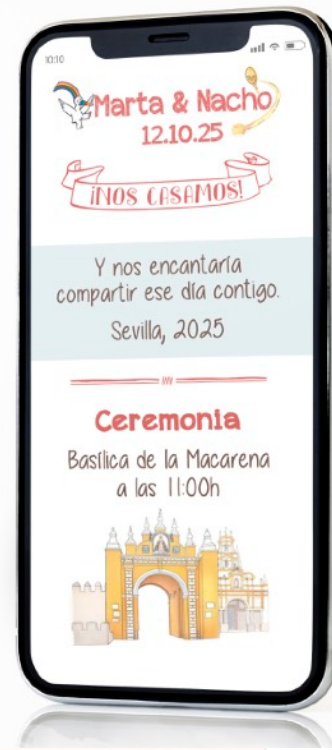 10:10
Marta & Nacho
12.10.25
¡NOS CASAMOS!
Y nos encantaría
compartir ese día contigo.
Sevilla, 2025
Ceremonia
Basílica de la Macarena
a las 11:00h